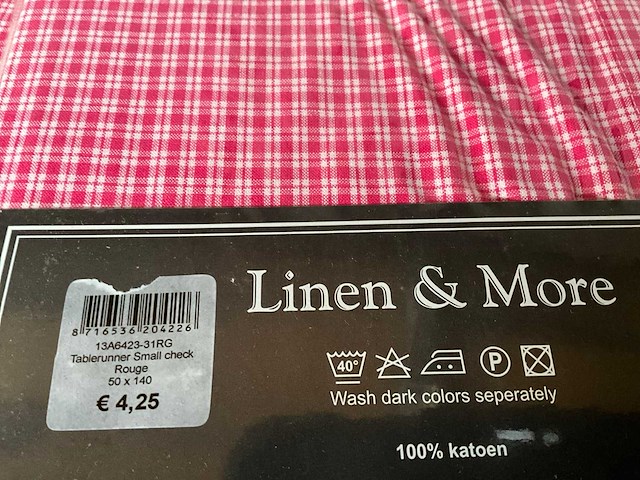 8 716536 204226
13A6423-31RG
Tablerunner Small check
Rouge
50 x 140
€ 4,25
Linen & More
40°
P
Wash dark colors seperately
100% katoen